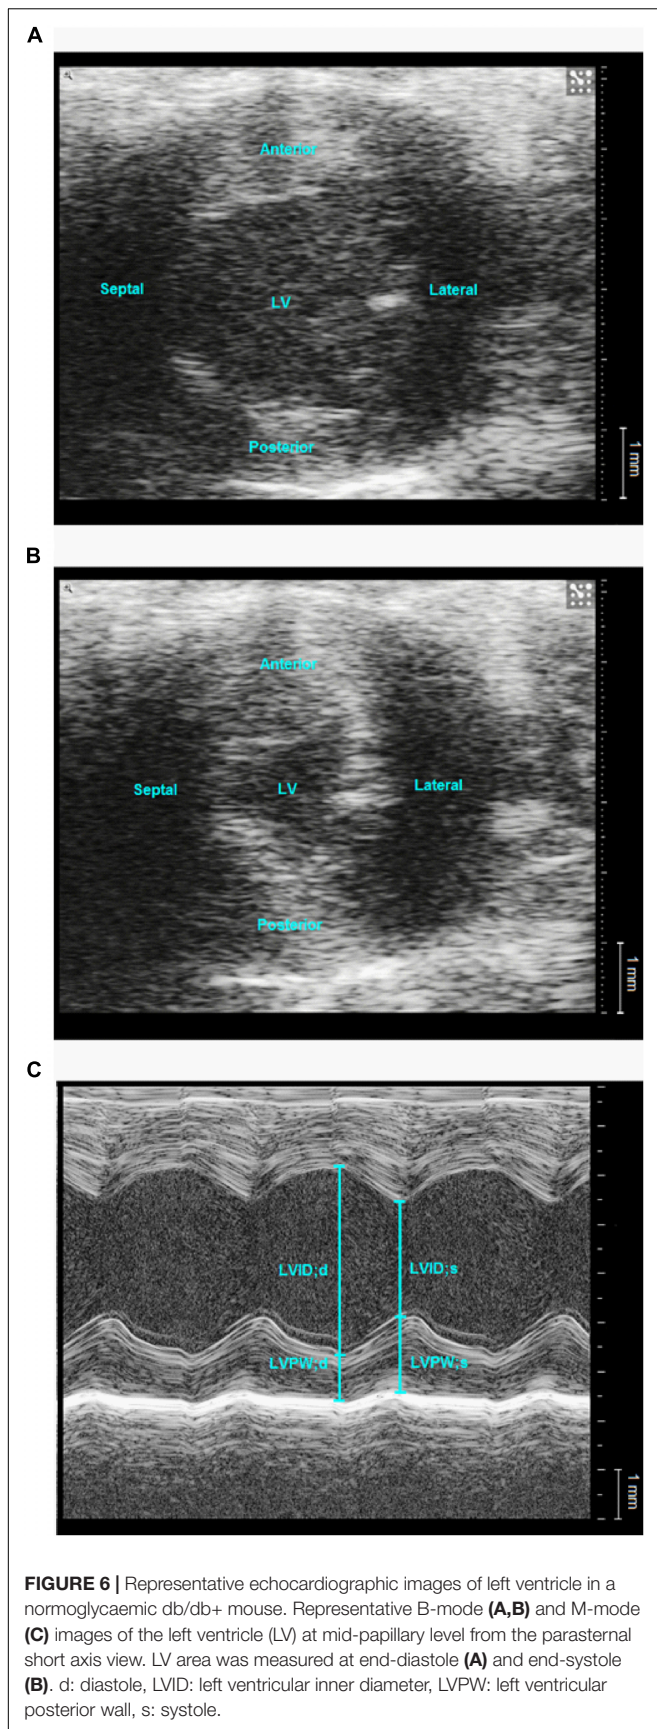 A
Anterior
Septal
LV
Lateral
Posterior
1 mm
B
Anterior
Septal
LV
Lateral
Posterior
1 mm
C
LVID;d
LVID;s
LVPW;d
LVPW;s
1 mm
FIGURE 6 | Representative echocardiographic images of left ventricle in a
normoglycaemic db/db+ mouse. Representative B-mode (A,B) and M-mode
(C) images of the left ventricle (LV) at mid-papillary level from the parasternal
short axis view. LV area was measured at end-diastole (A) and end-systole
(B). d: diastole, LVID: left ventricular inner diameter, LVPW: left ventricular
posterior wall, s: systole.